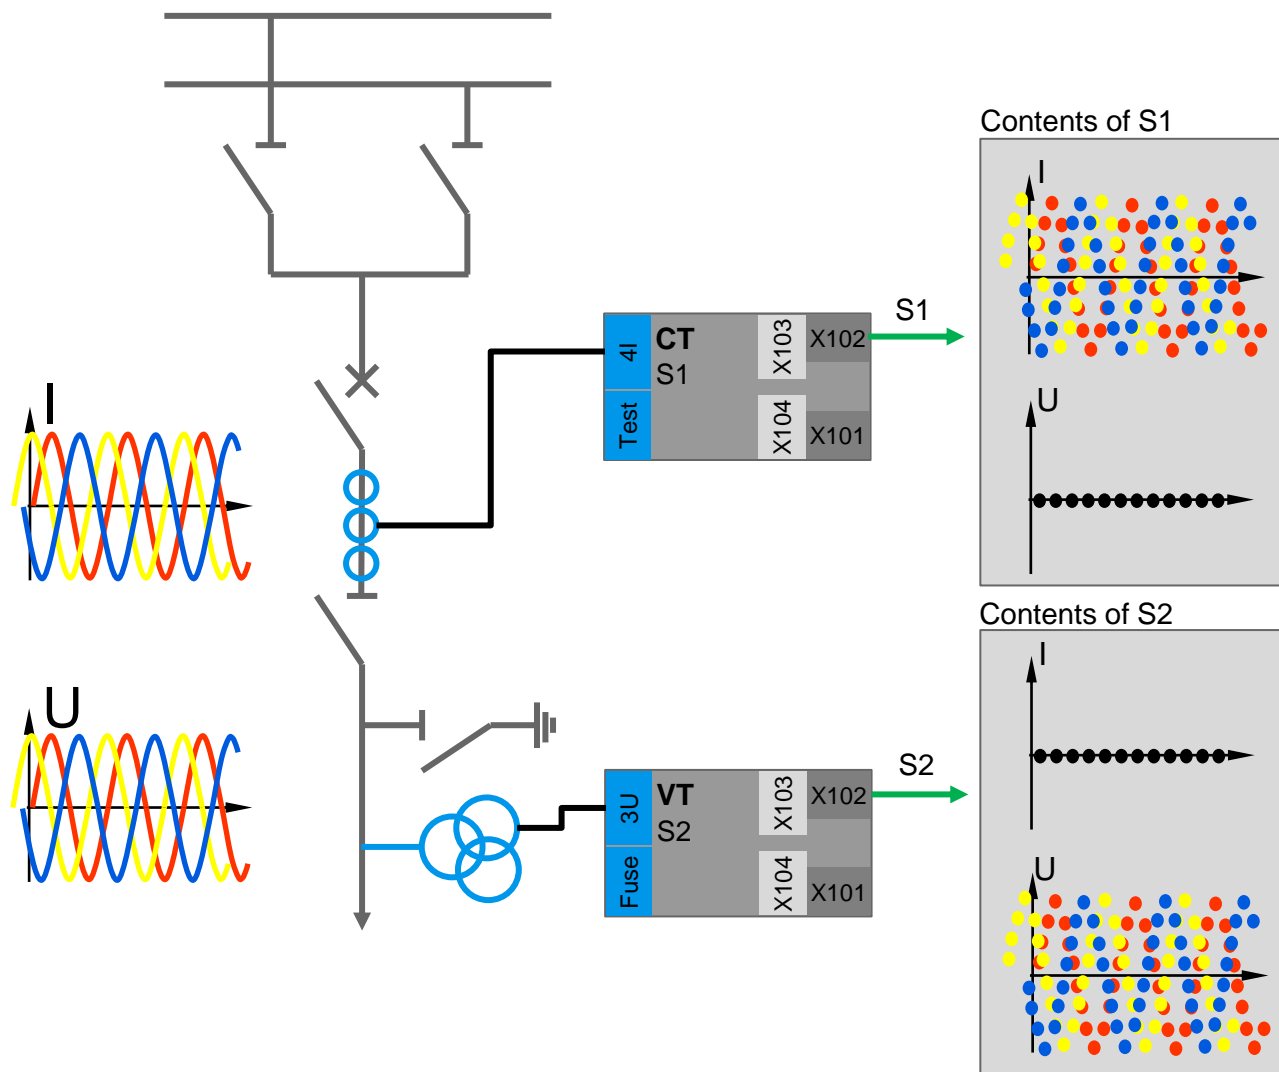 Contents of S1
I
S1
4I
CT
S1
X103
X102
Test
X104
X101
I
U
Contents of S2
I
U
S2
3U
VT
S2
X103
X102
Fuse
X104
X101
U